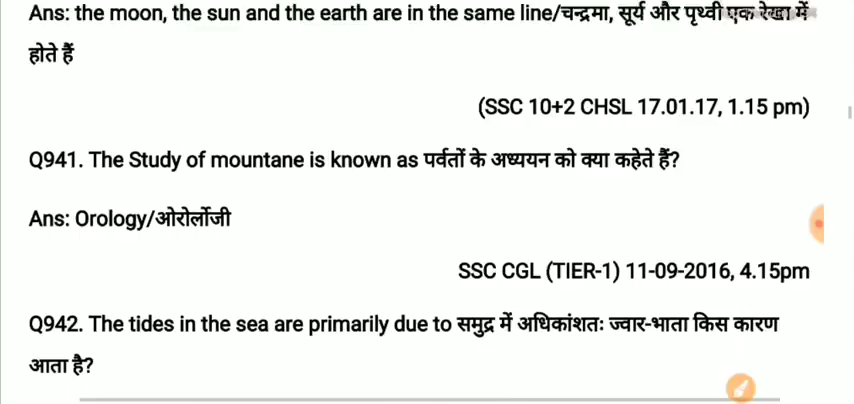 Ans: the moon, the sun and the earth are in the same line/चन्द्रमा, सूर्य और पृथ्वी एक रेखा में
होते हैं
(SSC 10+2 CHSL 17.01.17, 1.15 pm)
Q941. The Study of mountane is known as पर्वतों के अध्ययन को क्या कहेते हैं?
Ans: Orology/ओरोर्लोजी
SSC CGL (TIER-1) 11-09-2016, 4.15pm
Q942. The tides in the sea are primarily due to समुद्र में अधिकांशतः ज्वार-भाता किस कारण
आता है?